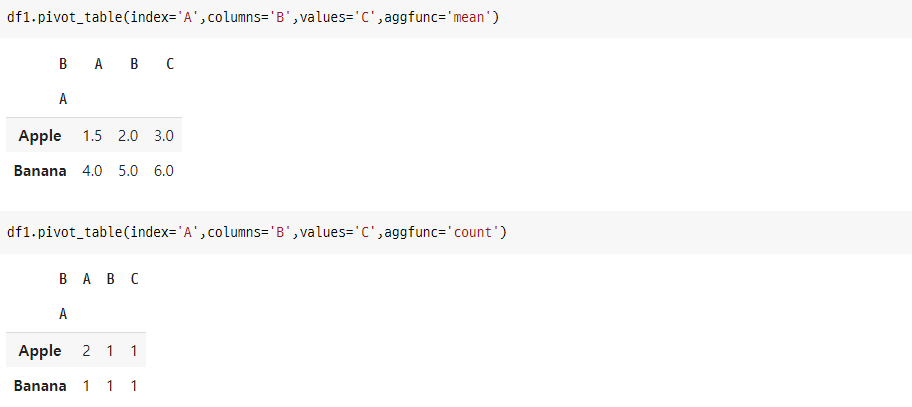 df1.pivot_table(index='A',columns='B',values='C',aggfunc='mean')
B A B C
A
Apple 1.5 2.0 3.0
Banana 4.0 5.0 6.0
df1.pivot_table(index='A',columns='B',values='C',aggfunc='count')
B A B C
A
Apple 2 1 1
Banana 1 1 1